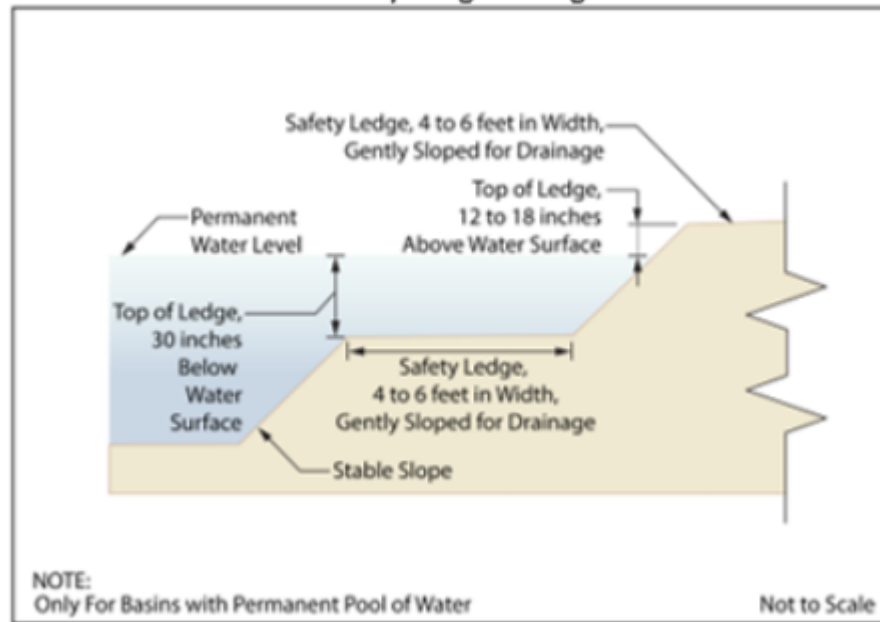 Safety Ledge, 4 to 6 feet in Width,
Gently Sloped for Drainage
Top of Ledge,
12 to 18 inches
Above Water Surface
Permanent
Water Level
Top of Ledge,
30 inches
Below
Water
Surface
Safety Ledge,
4 to 6 feet in Width,
Gently Sloped for Drainage
Stable Slope
NOTE:
Only For Basins with Permanent Pool of Water
Not to Scale